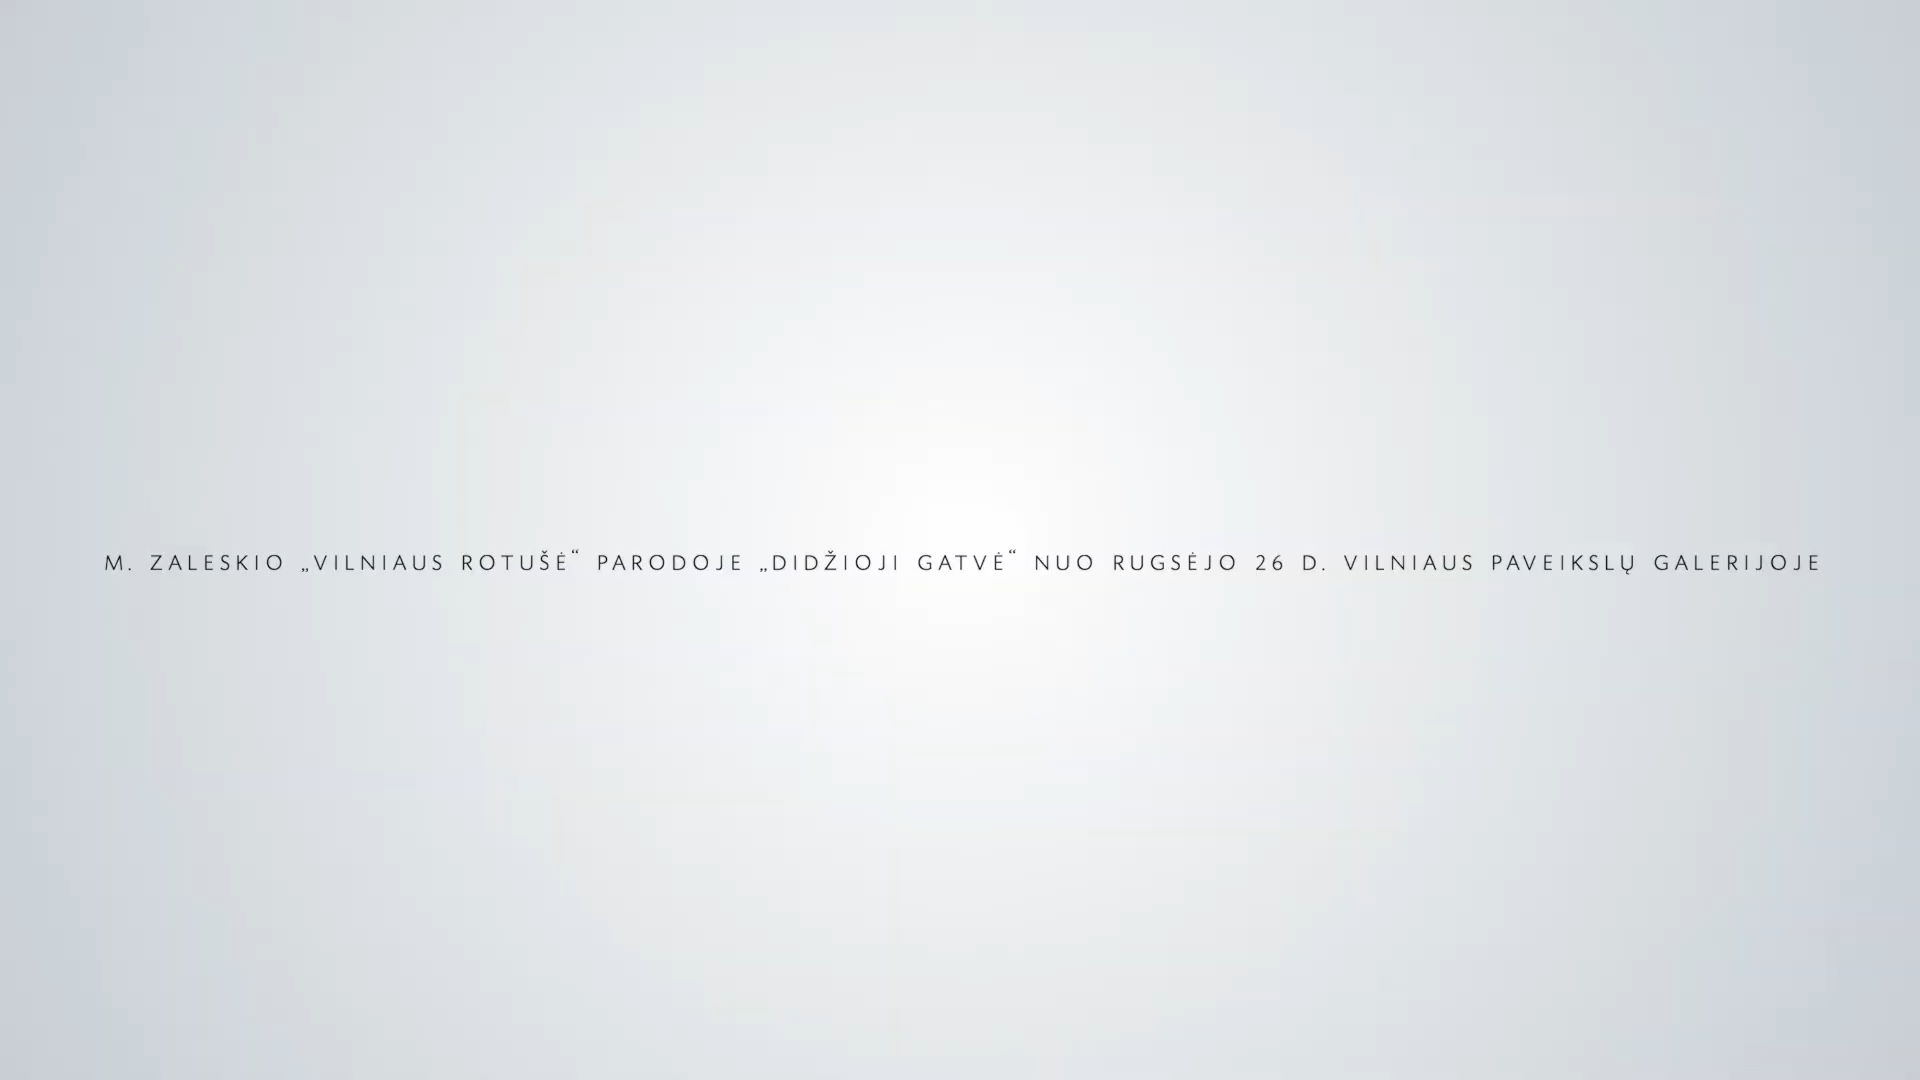 M. ZALESKIO „VILNIAUS ROTUŠĖ“ PARODOJE „DIDŽIOJI GATVĖ“ NUO RUGSĖJO 26 D. VILNIAUS PAVEIKSLŲ GALERIJOJE